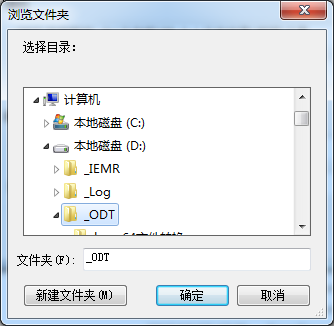 浏览文件夹
选择目录:
计算机
本地磁盘 (C:)
本地磁盘 (D:)
_IEMR
_Log
_ODT
文件夹(F):
_ODT
新建文件夹(M)
确定
取消